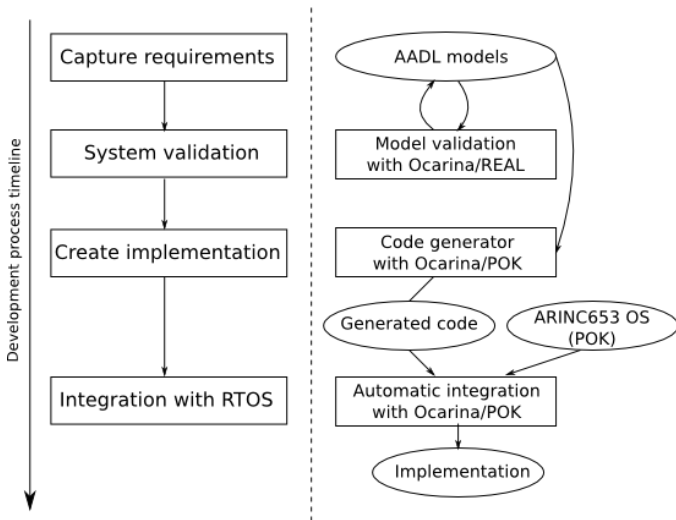 Development process timeline
Capture requirements
System validation
Create implementation
Integration with RTOS
AADL models
Model validation
with Ocarina/REAL
Code generator
with Ocarina/POK
Generated code
ARINC653 OS
(POK)
Automatic integration
with Ocarina/POK
Implementation